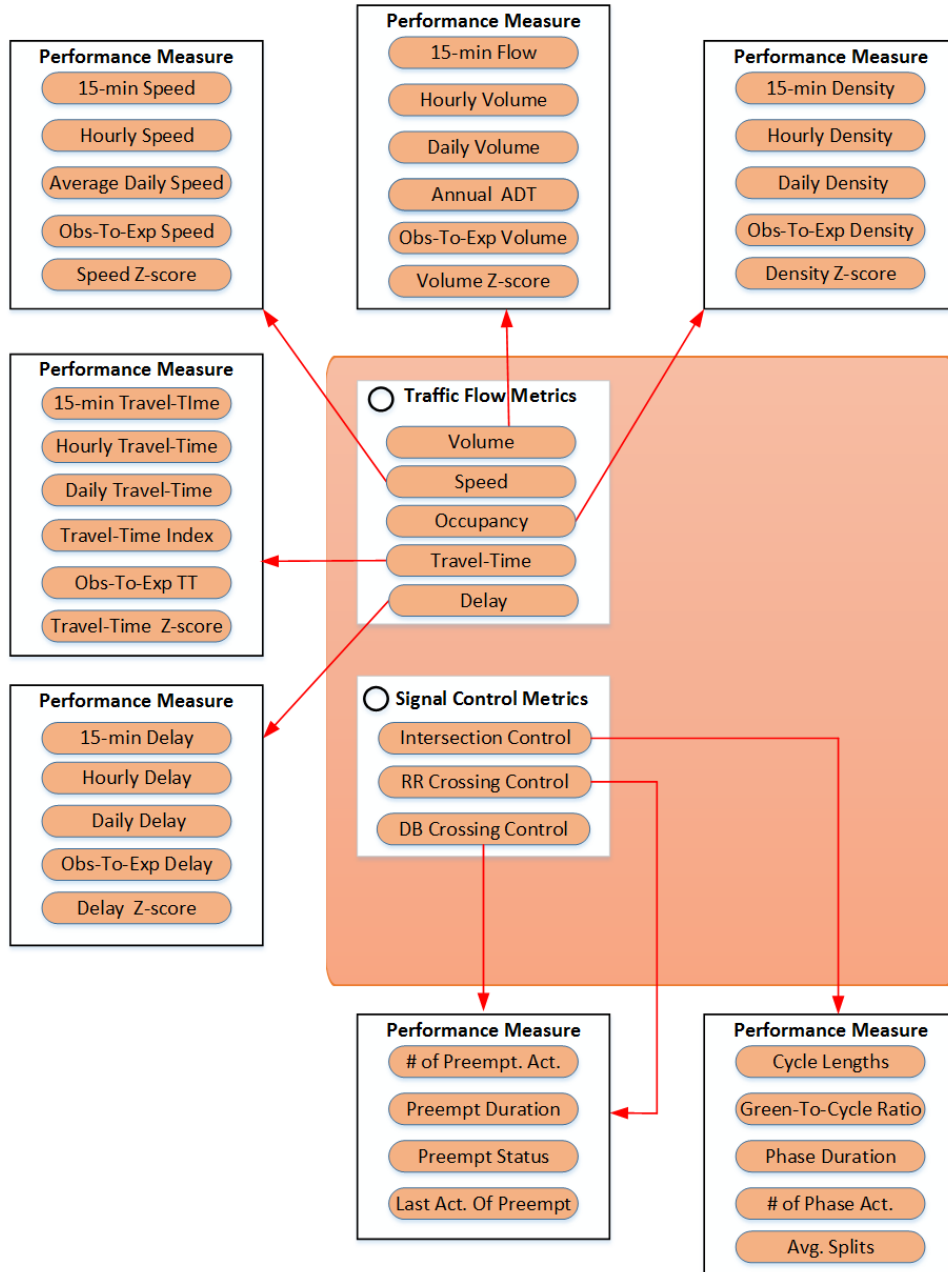 Performance Measure
15-min Speed
Hourly Speed
Average Daily Speed
Obs-To-Exp Speed
Speed Z-score
Performance Measure
15-min Flow
Hourly Volume
Daily Volume
Annual ADT
Obs-To-Exp Volume
Volume Z-score
Performance Measure
15-min Density
Hourly Density
Daily Density
Obs-To-Exp Density
Density Z-score
Performance Measure
15-min Travel-TIme
Hourly Travel-Time
Daily Travel-Time
Travel-Time Index
Obs-To-Exp TT
Travel-Time Z-score
Traffic Flow Metrics
Volume
Speed
Occupancy
Travel-Time
Delay
Performance Measure
15-min Delay
Hourly Delay
Daily Delay
Obs-To-Exp Delay
Delay Z-score
Signal Control Metrics
Intersection Control
RR Crossing Control
DB Crossing Control
Performance Measure
# of Preempt. Act.
Preempt Duration
Preempt Status
Last Act. Of Preempt
Performance Measure
Cycle Lengths
Green-To-Cycle Ratio
Phase Duration
# of Phase Act.
Avg. Splits